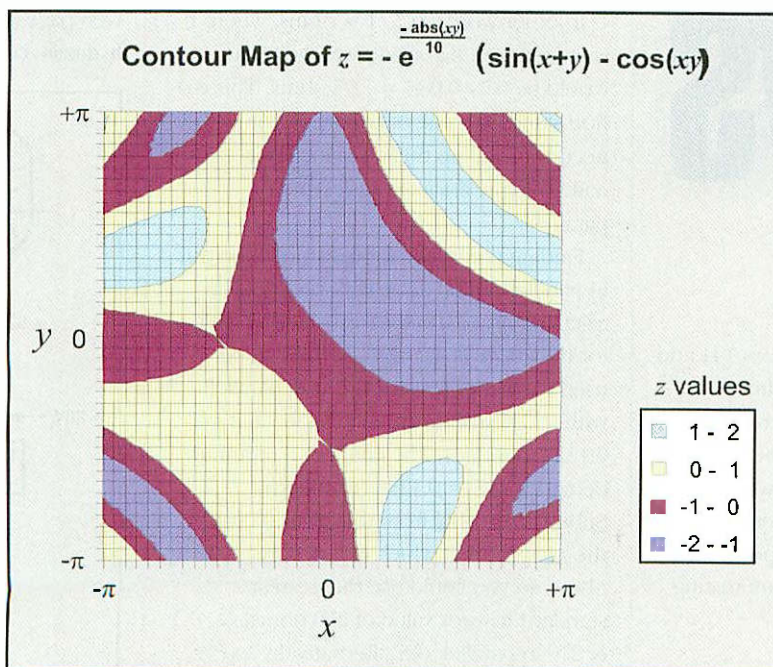 Contour Map of z = - e^(-abs(xy)/10) (sin(x+y) - cos(xy)
+π
y
0
-π
-π 0 +π
x
z values
1 - 2
0 - 1
-1 - 0
-2 - -1